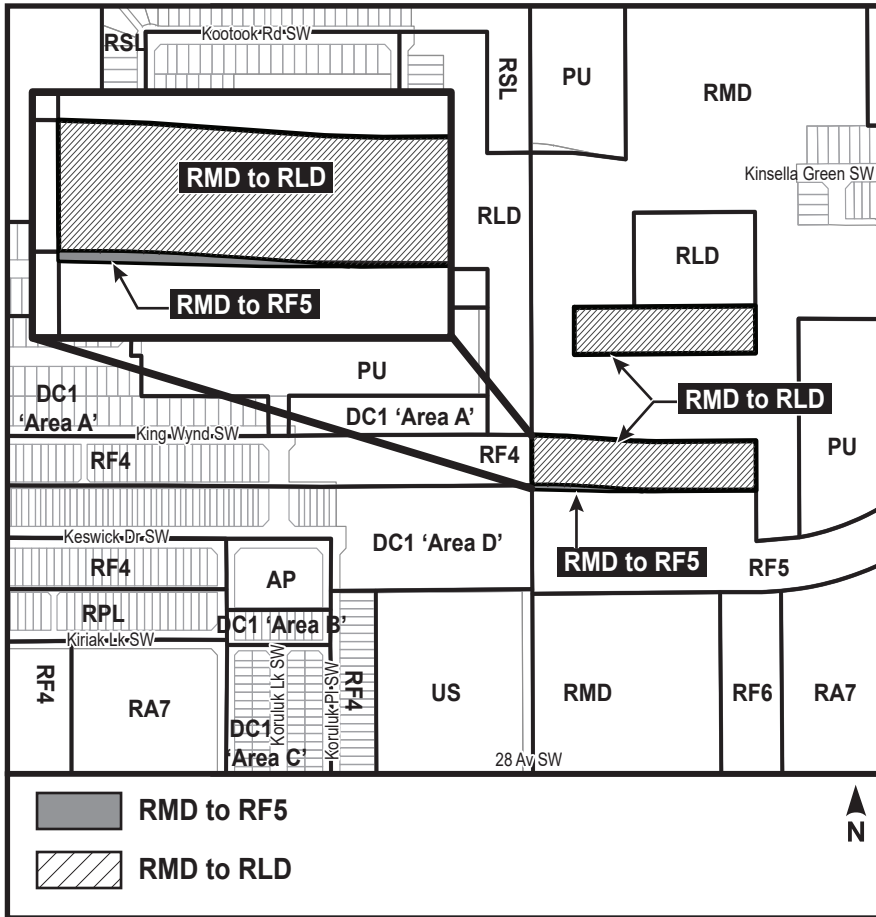 RSL
Kootook Rd SW
RSL
PU
RMD
Kinsella Green SW
RMD to RLD
RLD
RLD
RMD to RF5
PU
DC1
'Area A'
DC1 'Area A'
RMD to RLD
King Wynd SW
RF4
RF4
PU
Keswick Dr SW
DC1 'Area D'
RMD to RF5
RF4
AP
RF5
RPL
DC1 'Area B'
Kiriak Lk SW
RF4
RA7
DC1
'Area C'
Koruluk Lk SW
Koruluk Pl SW
RF4
US
RMD
RF6
RA7
28 Av SW
RMD to RF5
RMD to RLD
N